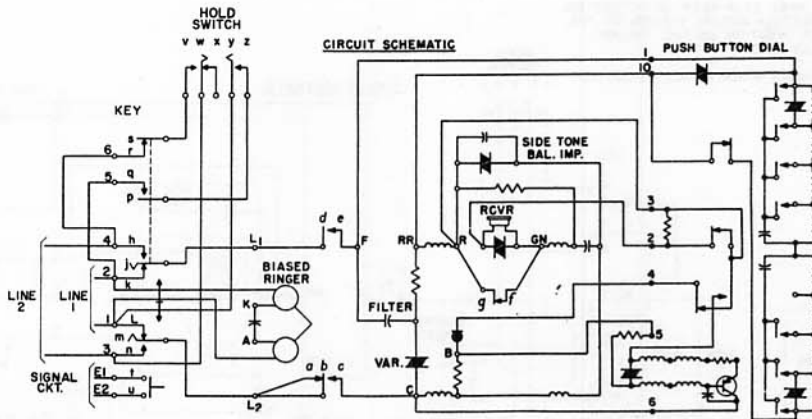 HOLD
SWITCH
v w x y z
CIRCUIT SCHEMATIC
PUSH BUTTON DIAL
1
10
KEY
s
6 r
5 q
p
SIDE TONE
BAL. IMP.
RCVR
3
4 h
j
L1
d e
F
RR
R
GN
2
2
k
BIASED
RINGER
4
LINE
2
LINE
1
K
g f
1 L
m
FILTER
A
B
5
3 n
VAR.
SIGNAL
CKT.
E1 t
E2 u
a b c
L2
C
6